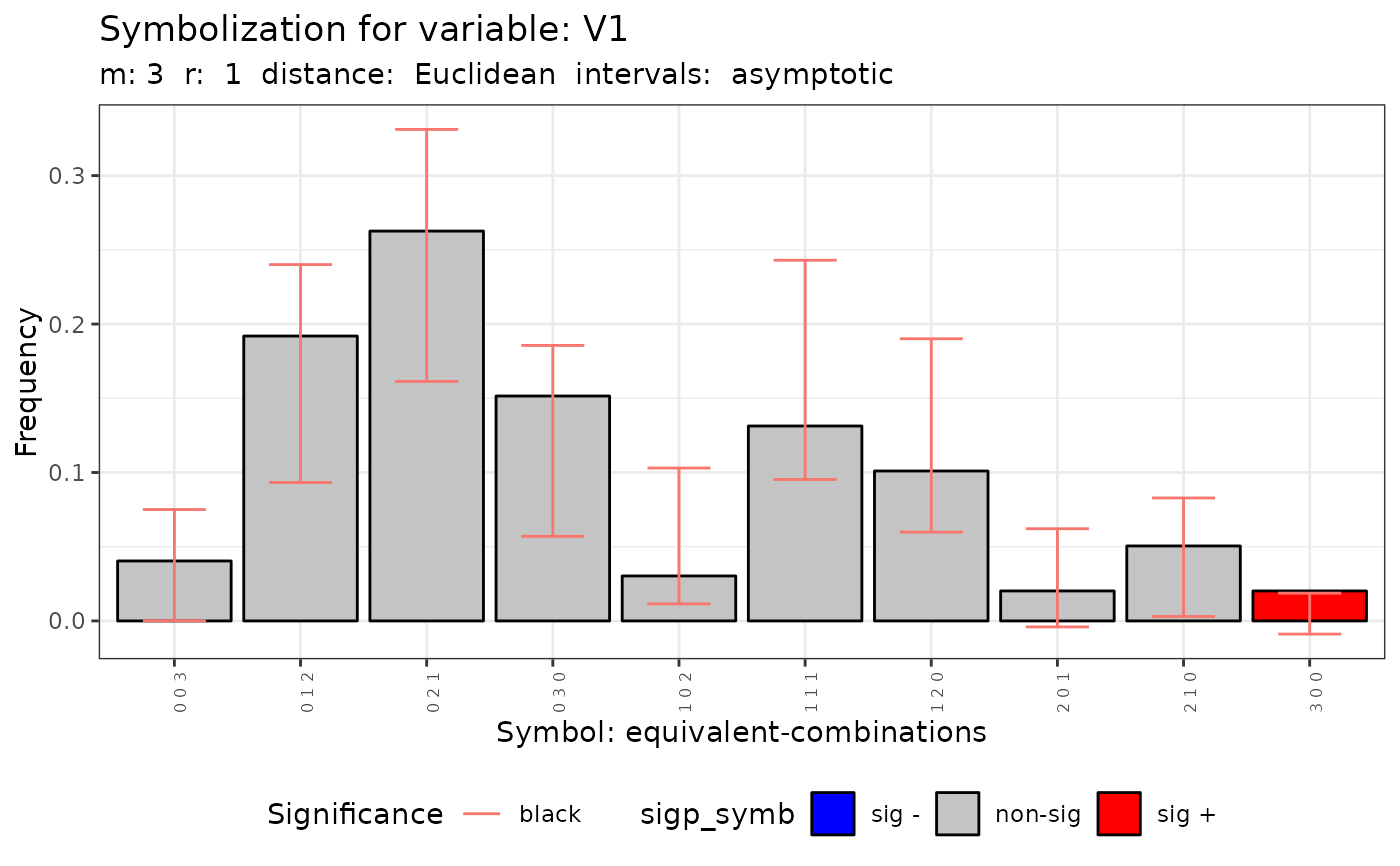 Symbolization for variable: V1
m: 3  r:  1  distance:  Euclidean  intervals:  asymptotic
Frequency
0.3
0.2
0.1
0.0
0 0 3
0 1 2
0 2 1
0 3 0
1 0 2
1 1 1
1 2 0
2 0 1
2 1 0
3 0 0
Symbol: equivalent-combinations
Significance black sigp_symb sig - non-sig sig +